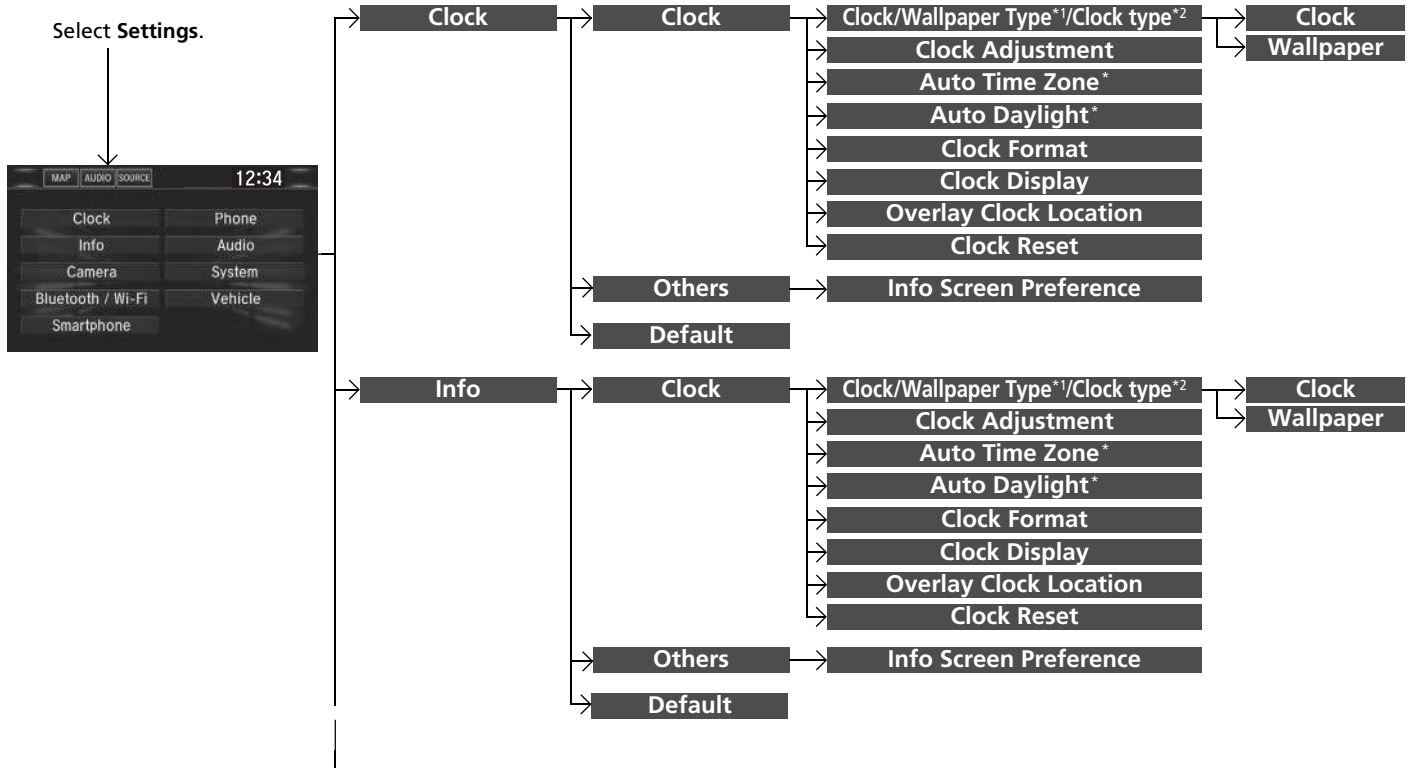 Select Settings.
MAP AUDIO SOURCE 12:34
Clock Phone
Info Audio
Camera System
Bluetooth / Wi-Fi Vehicle
Smartphone
Clock
Clock
Clock/Wallpaper Type*1/Clock type*2
Clock
Wallpaper
Clock Adjustment
Auto Time Zone*
Auto Daylight*
Clock Format
Clock Display
Overlay Clock Location
Clock Reset
Others
Info Screen Preference
Default
Info
Clock
Clock/Wallpaper Type*1/Clock type*2
Clock
Wallpaper
Clock Adjustment
Auto Time Zone*
Auto Daylight*
Clock Format
Clock Display
Overlay Clock Location
Clock Reset
Others
Info Screen Preference
Default